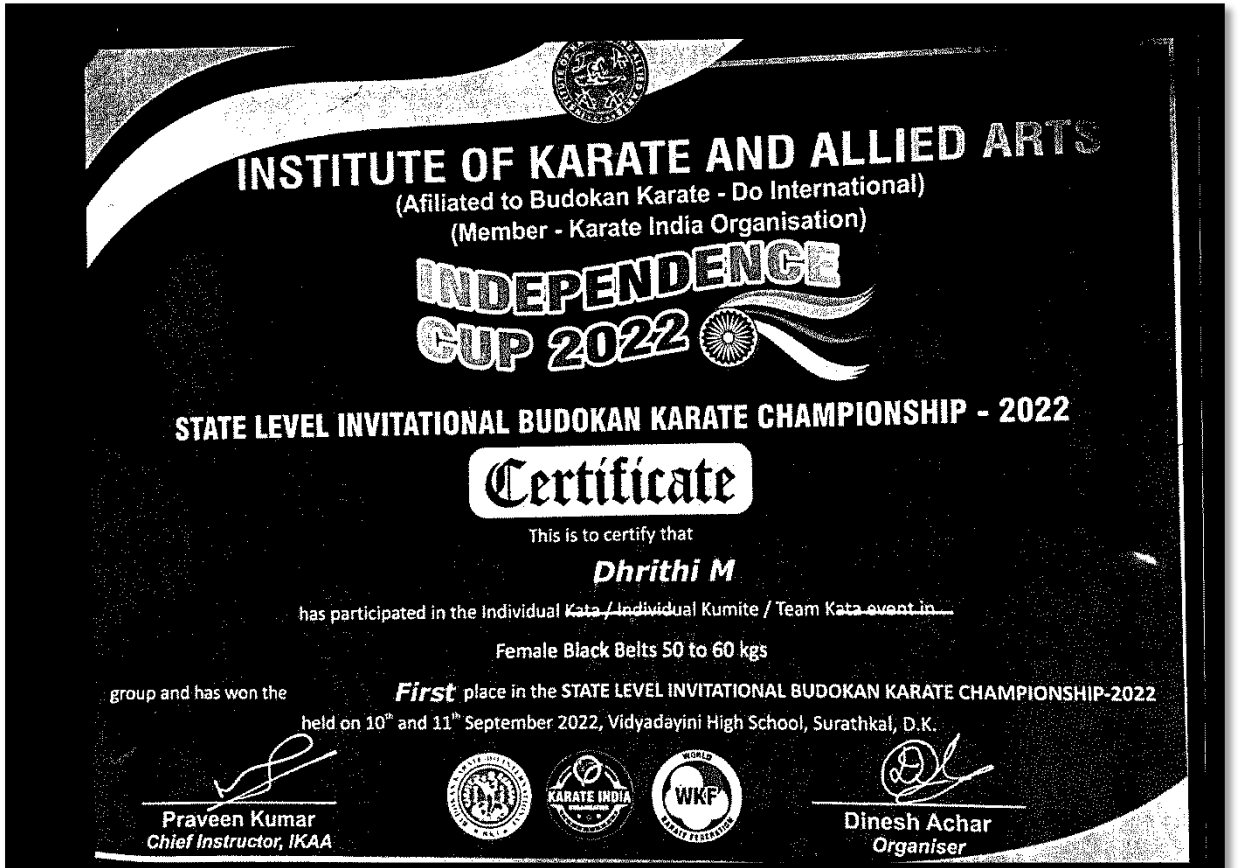 INSTITUTE OF KARATE AND ALLIED ARTS
(Afiliated to Budokan Karate - Do International)
(Member - Karate India Organisation)
INDEPENDENCE
CUP 2022
STATE LEVEL INVITATIONAL BUDOKAN KARATE CHAMPIONSHIP - 2022
Certificate
This is to certify that
Dhrithi M
has participated in the Individual Kata / Individual Kumite / Team Kata event in
Female Black Belts 50 to 60 kgs
group and has won the First place in the STATE LEVEL INVITATIONAL BUDOKAN KARATE CHAMPIONSHIP-2022
held on 10th and 11th September 2022, Vidyadayini High School, Surathkal, D.K.
KARATE INDIA
WORLD
WKF
KARATE FEDERATION
Praveen Kumar
Chief Instructor, IKAA
Dinesh Achar
Organiser